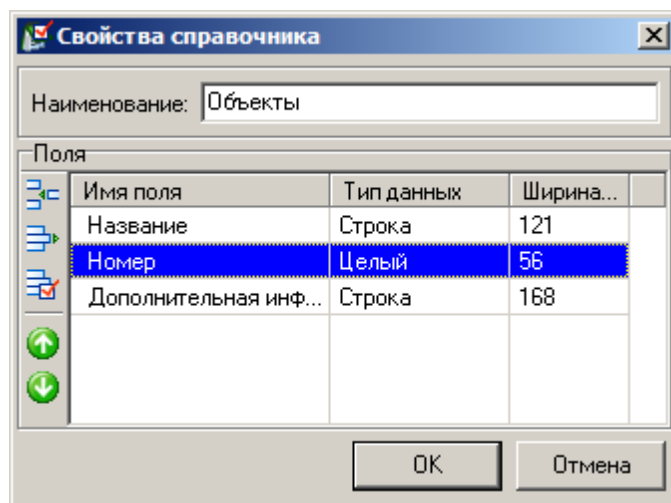 Свойства справочника
Наименование: Объекты
Поля
Имя поля Тип данных Ширина...
Название Строка 121
Номер Целый 56
Дополнительная инф... Строка 168
OK Отмена